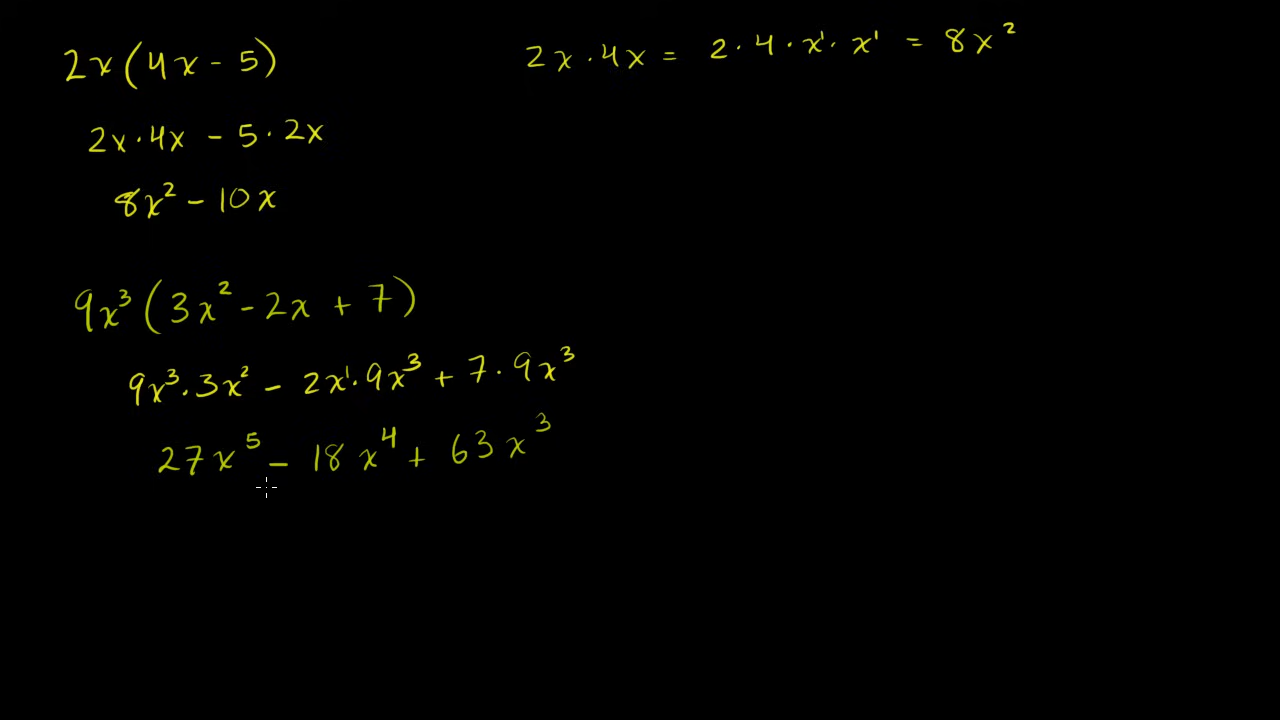 2x(4x - 5)
2x · 4x = 2 · 4 · x¹ · x¹ = 8x²
2x · 4x - 5 · 2x
8x² - 10x
9x³(3x² - 2x + 7)
9x³ · 3x² - 2x¹ · 9x³ + 7 · 9x³
27x⁵ - 18x⁴ + 63x³